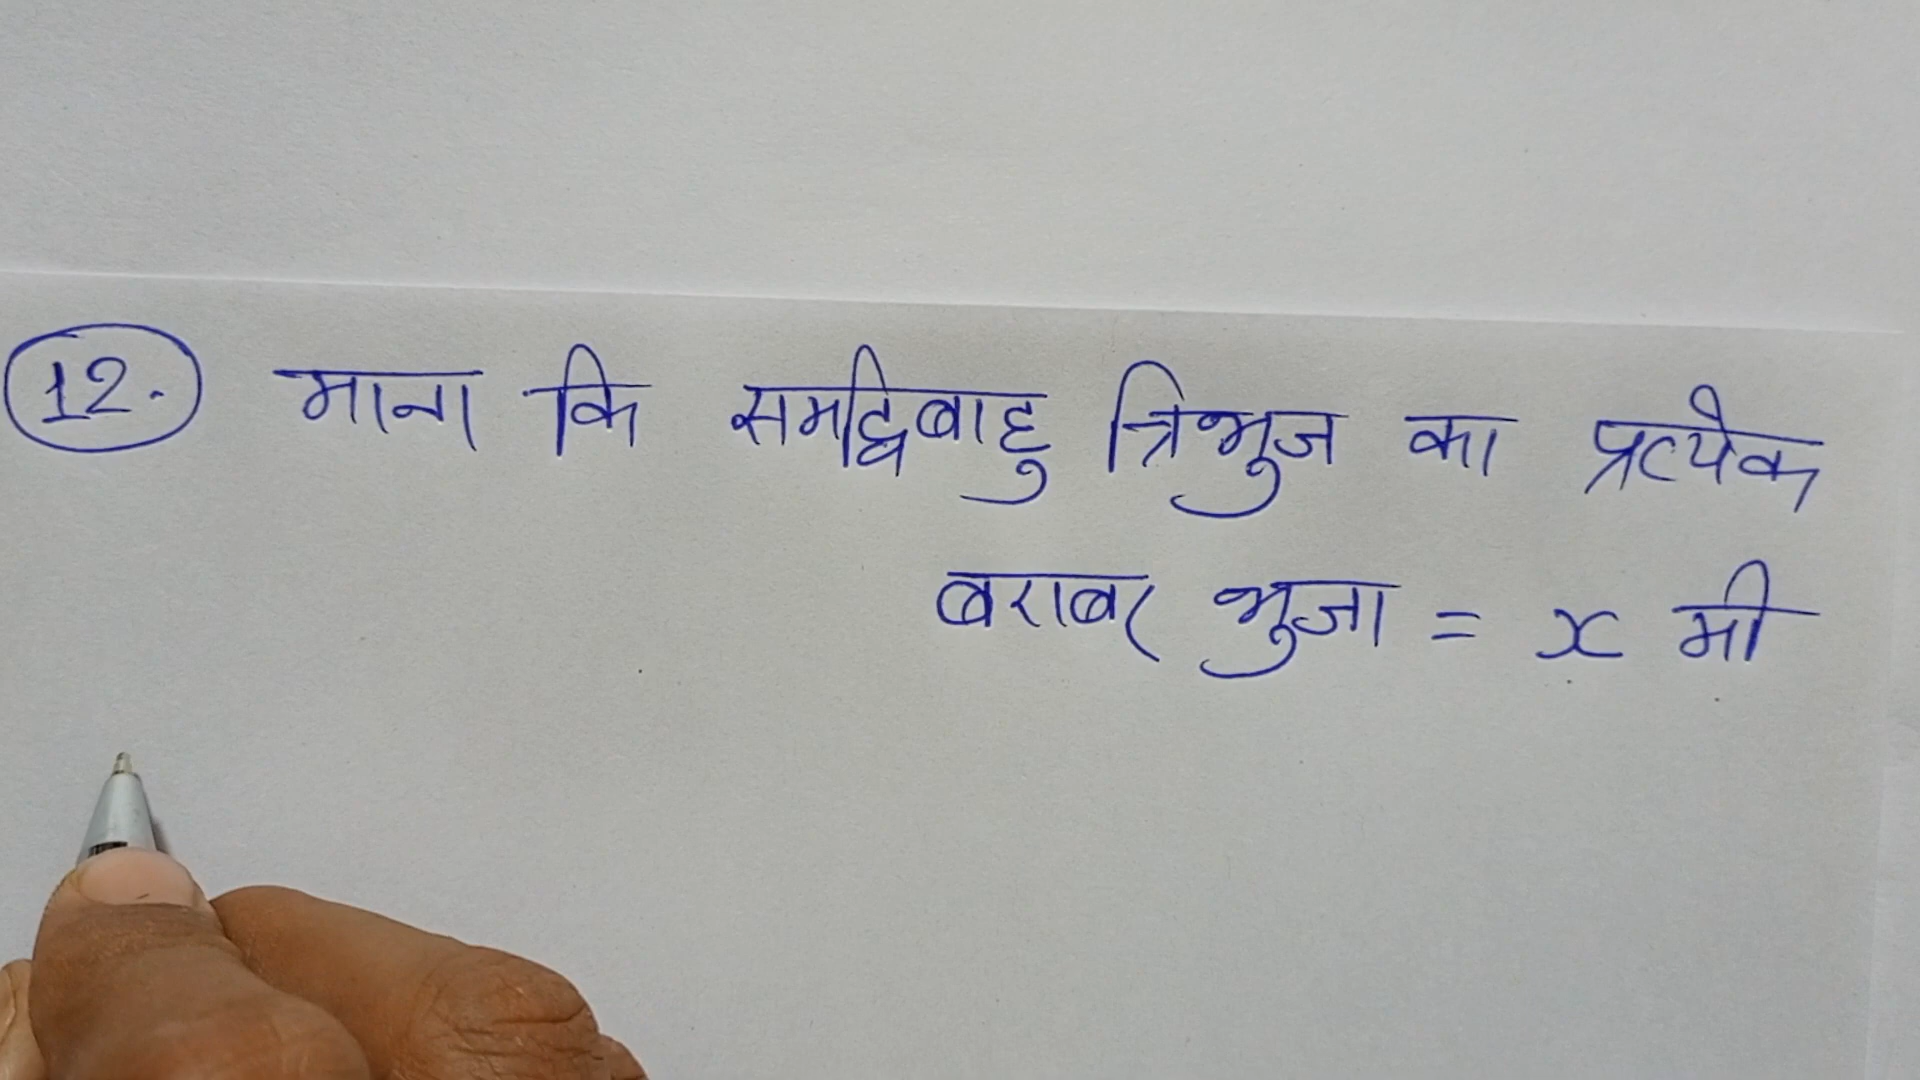 12. माना कि समद्विबाहु त्रिभुज का प्रत्येक
बराबर भुजा = x मी